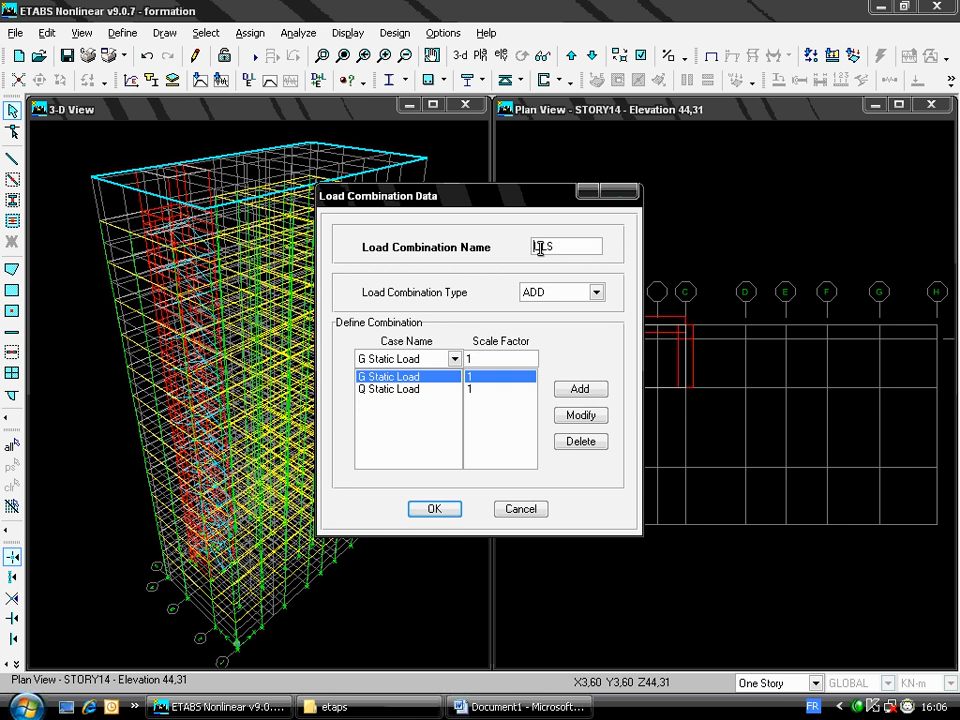 ETABS Nonlinear v9.0.7 - formation
File Edit View Define Draw Select Assign Analyze Display Design Options Help
3-d
3-D View
Plan View - STORY14 - Elevation 44,31
Load Combination Data
Load Combination Name
Load Combination Type ADD
Define Combination
Case Name Scale Factor
G Static Load 1
G Static Load 1
Q Static Load 1
Add
Modify
Delete
OK Cancel
C D E F G H
all
ps
clr
Plan View - STORY14 - Elevation 44,31 X3,60 Y3,60 Z44,31 One Story GLOBAL KN-m
ETABS Nonlinear v9.0.... etaps Document1 - Microsoft... FR 16:06